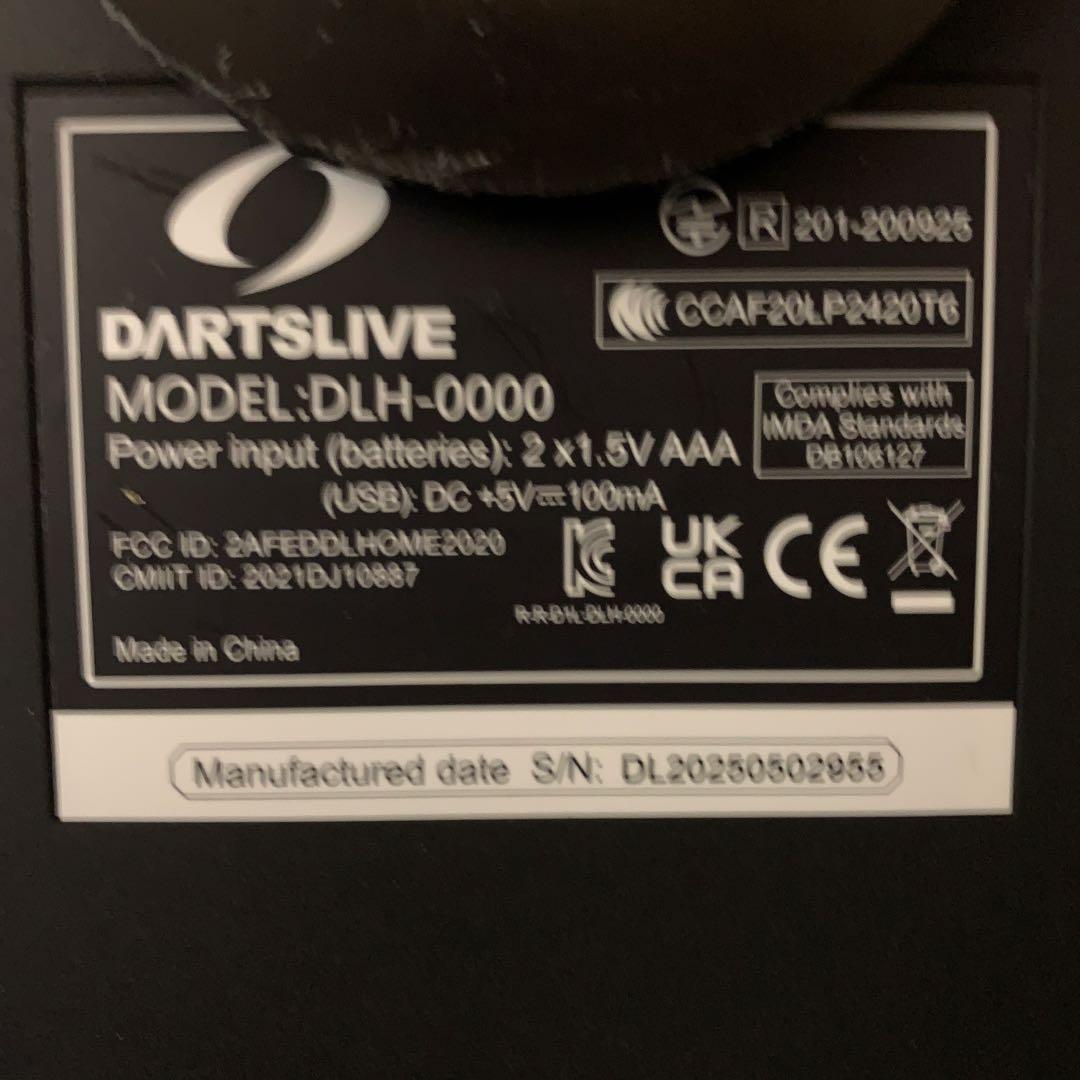 R 201-200925
CCAF20LP2420T6
DARTSLIVE
MODEL:DLH-0000
Complies with
IMDA Standards
DB106127
Power input (batteries): 2 x1.5V AAA
(USB): DC +5V⎓100mA
FCC ID: 2AFEDDLHOME2020
CMIIT ID: 2021DJ10887
UK
CA
CE
R-R-D1L-DLH-0000
Made in China
Manufactured date S/N: DL20250502955